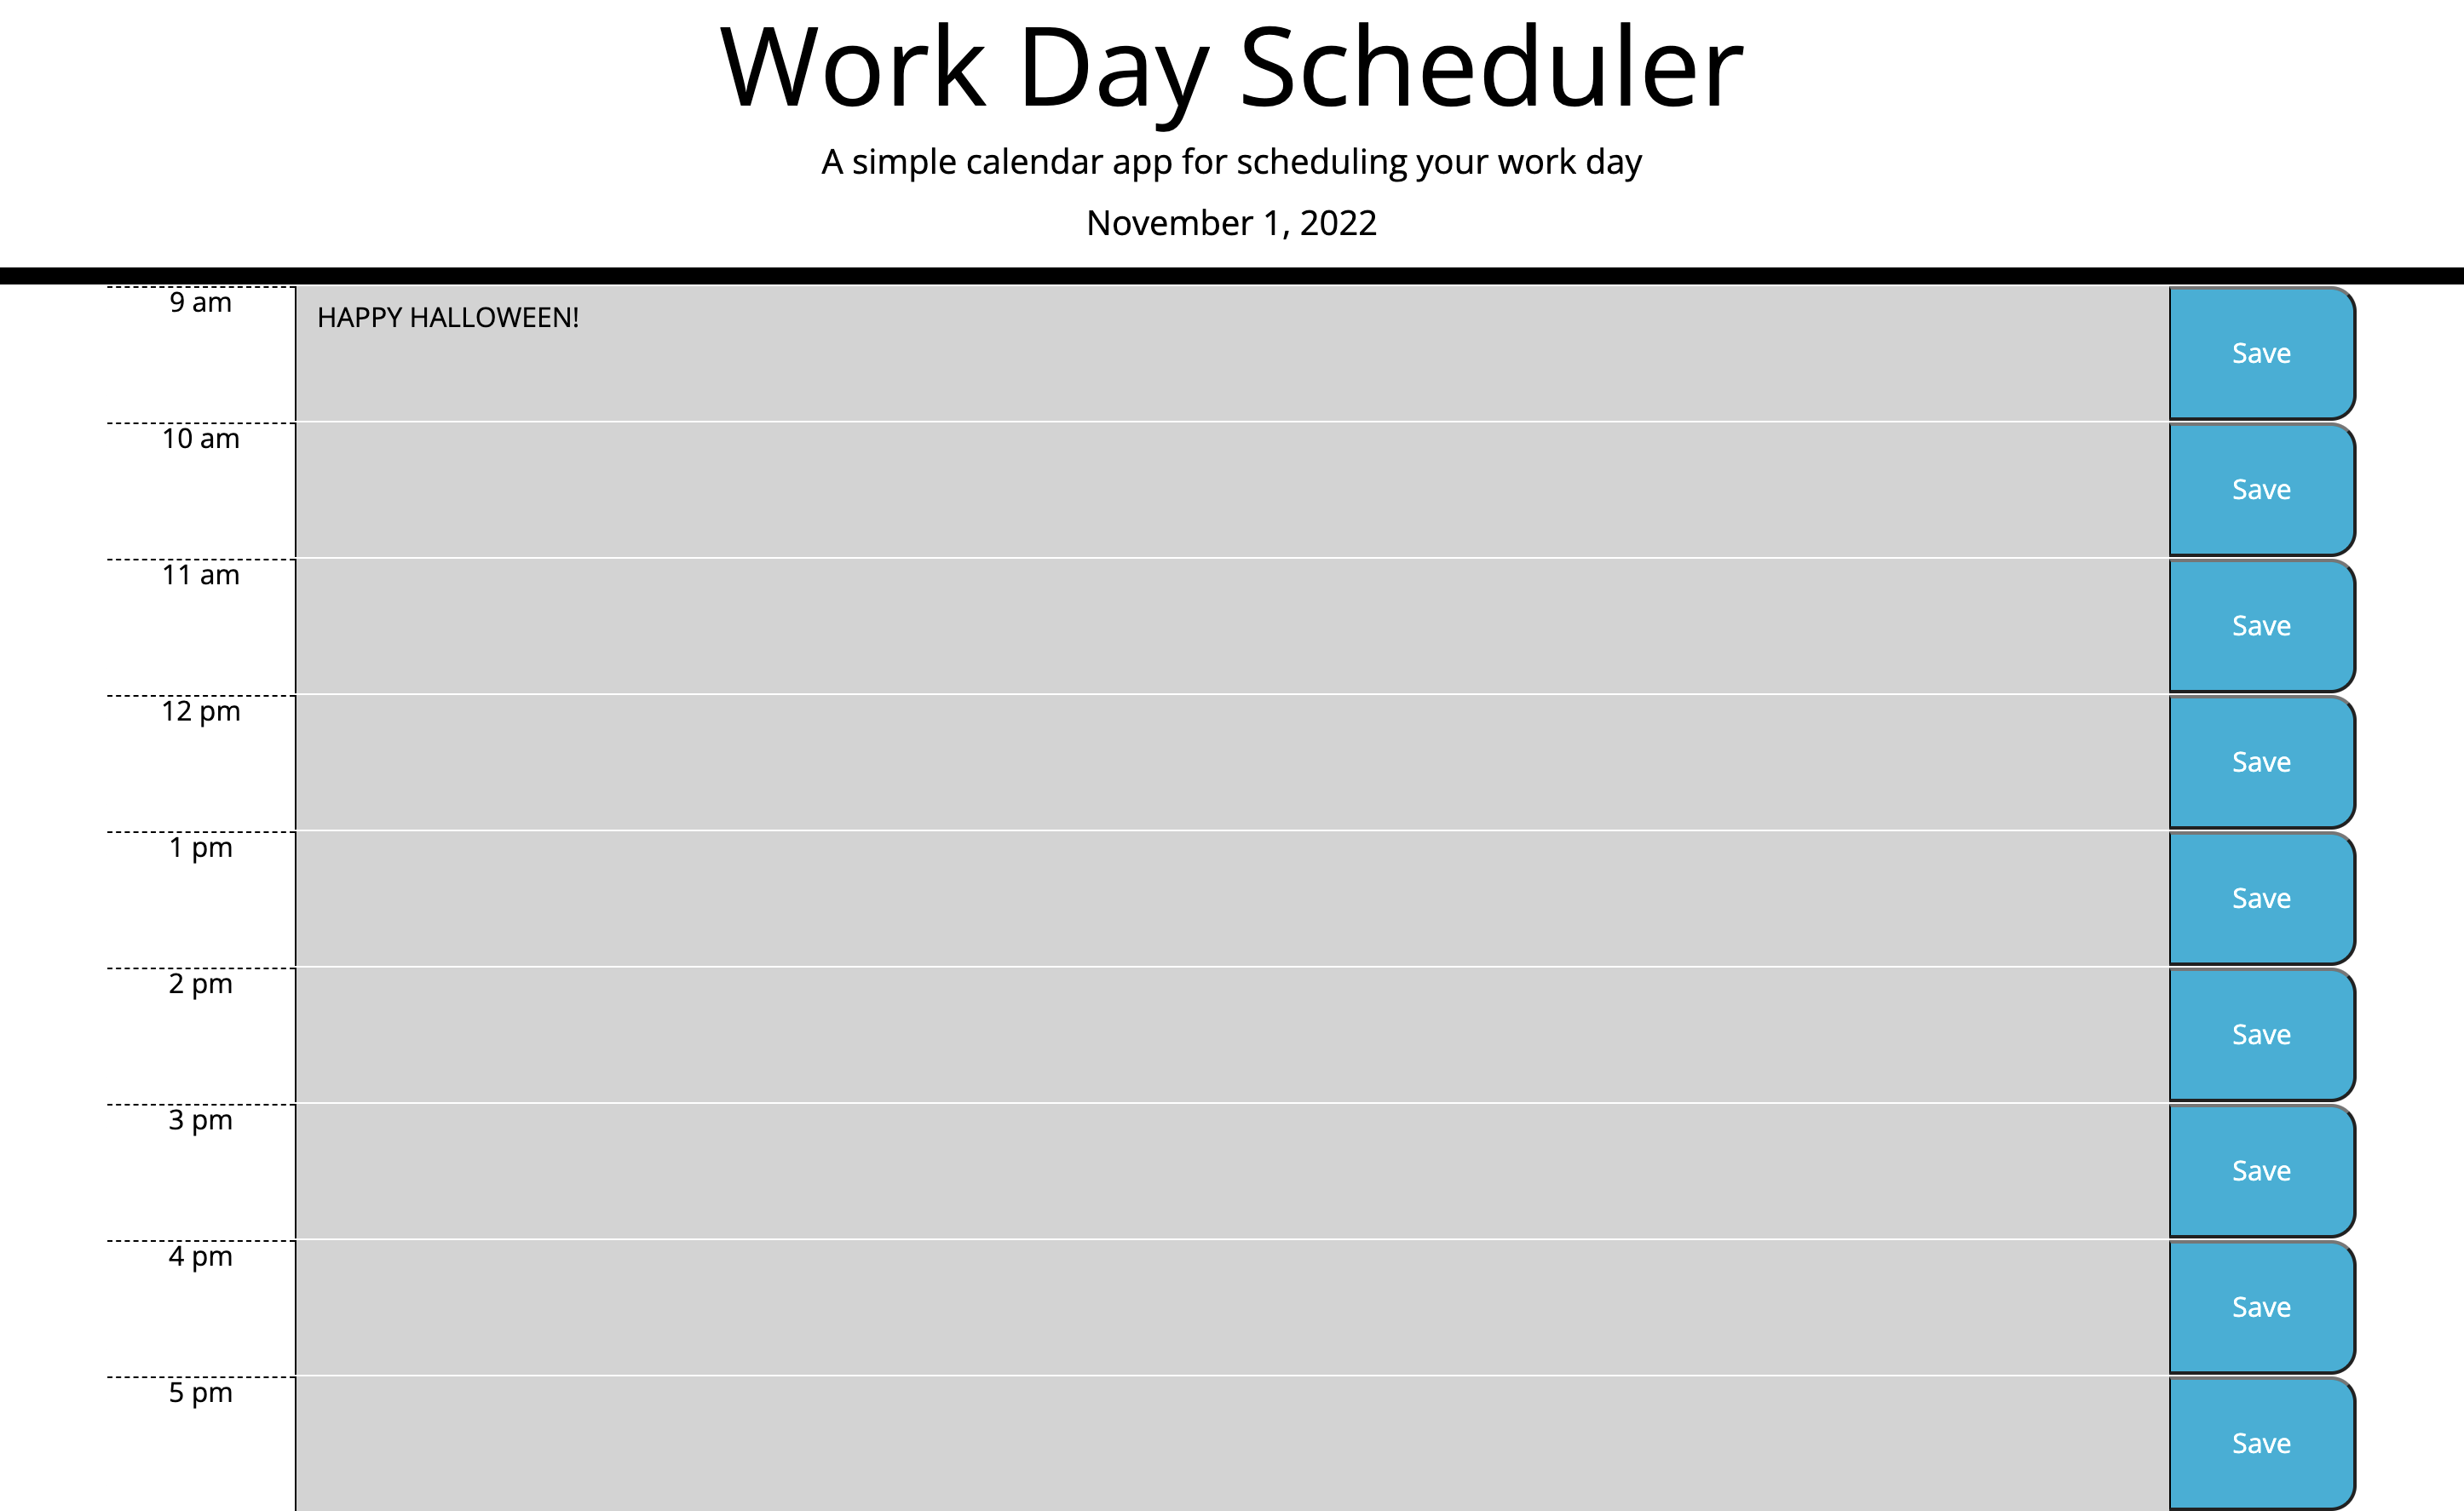 Work Day Scheduler
A simple calendar app for scheduling your work day
November 1, 2022
9 am
HAPPY HALLOWEEN!
Save
10 am
Save
11 am
Save
12 pm
Save
1 pm
Save
2 pm
Save
3 pm
Save
4 pm
Save
5 pm
Save